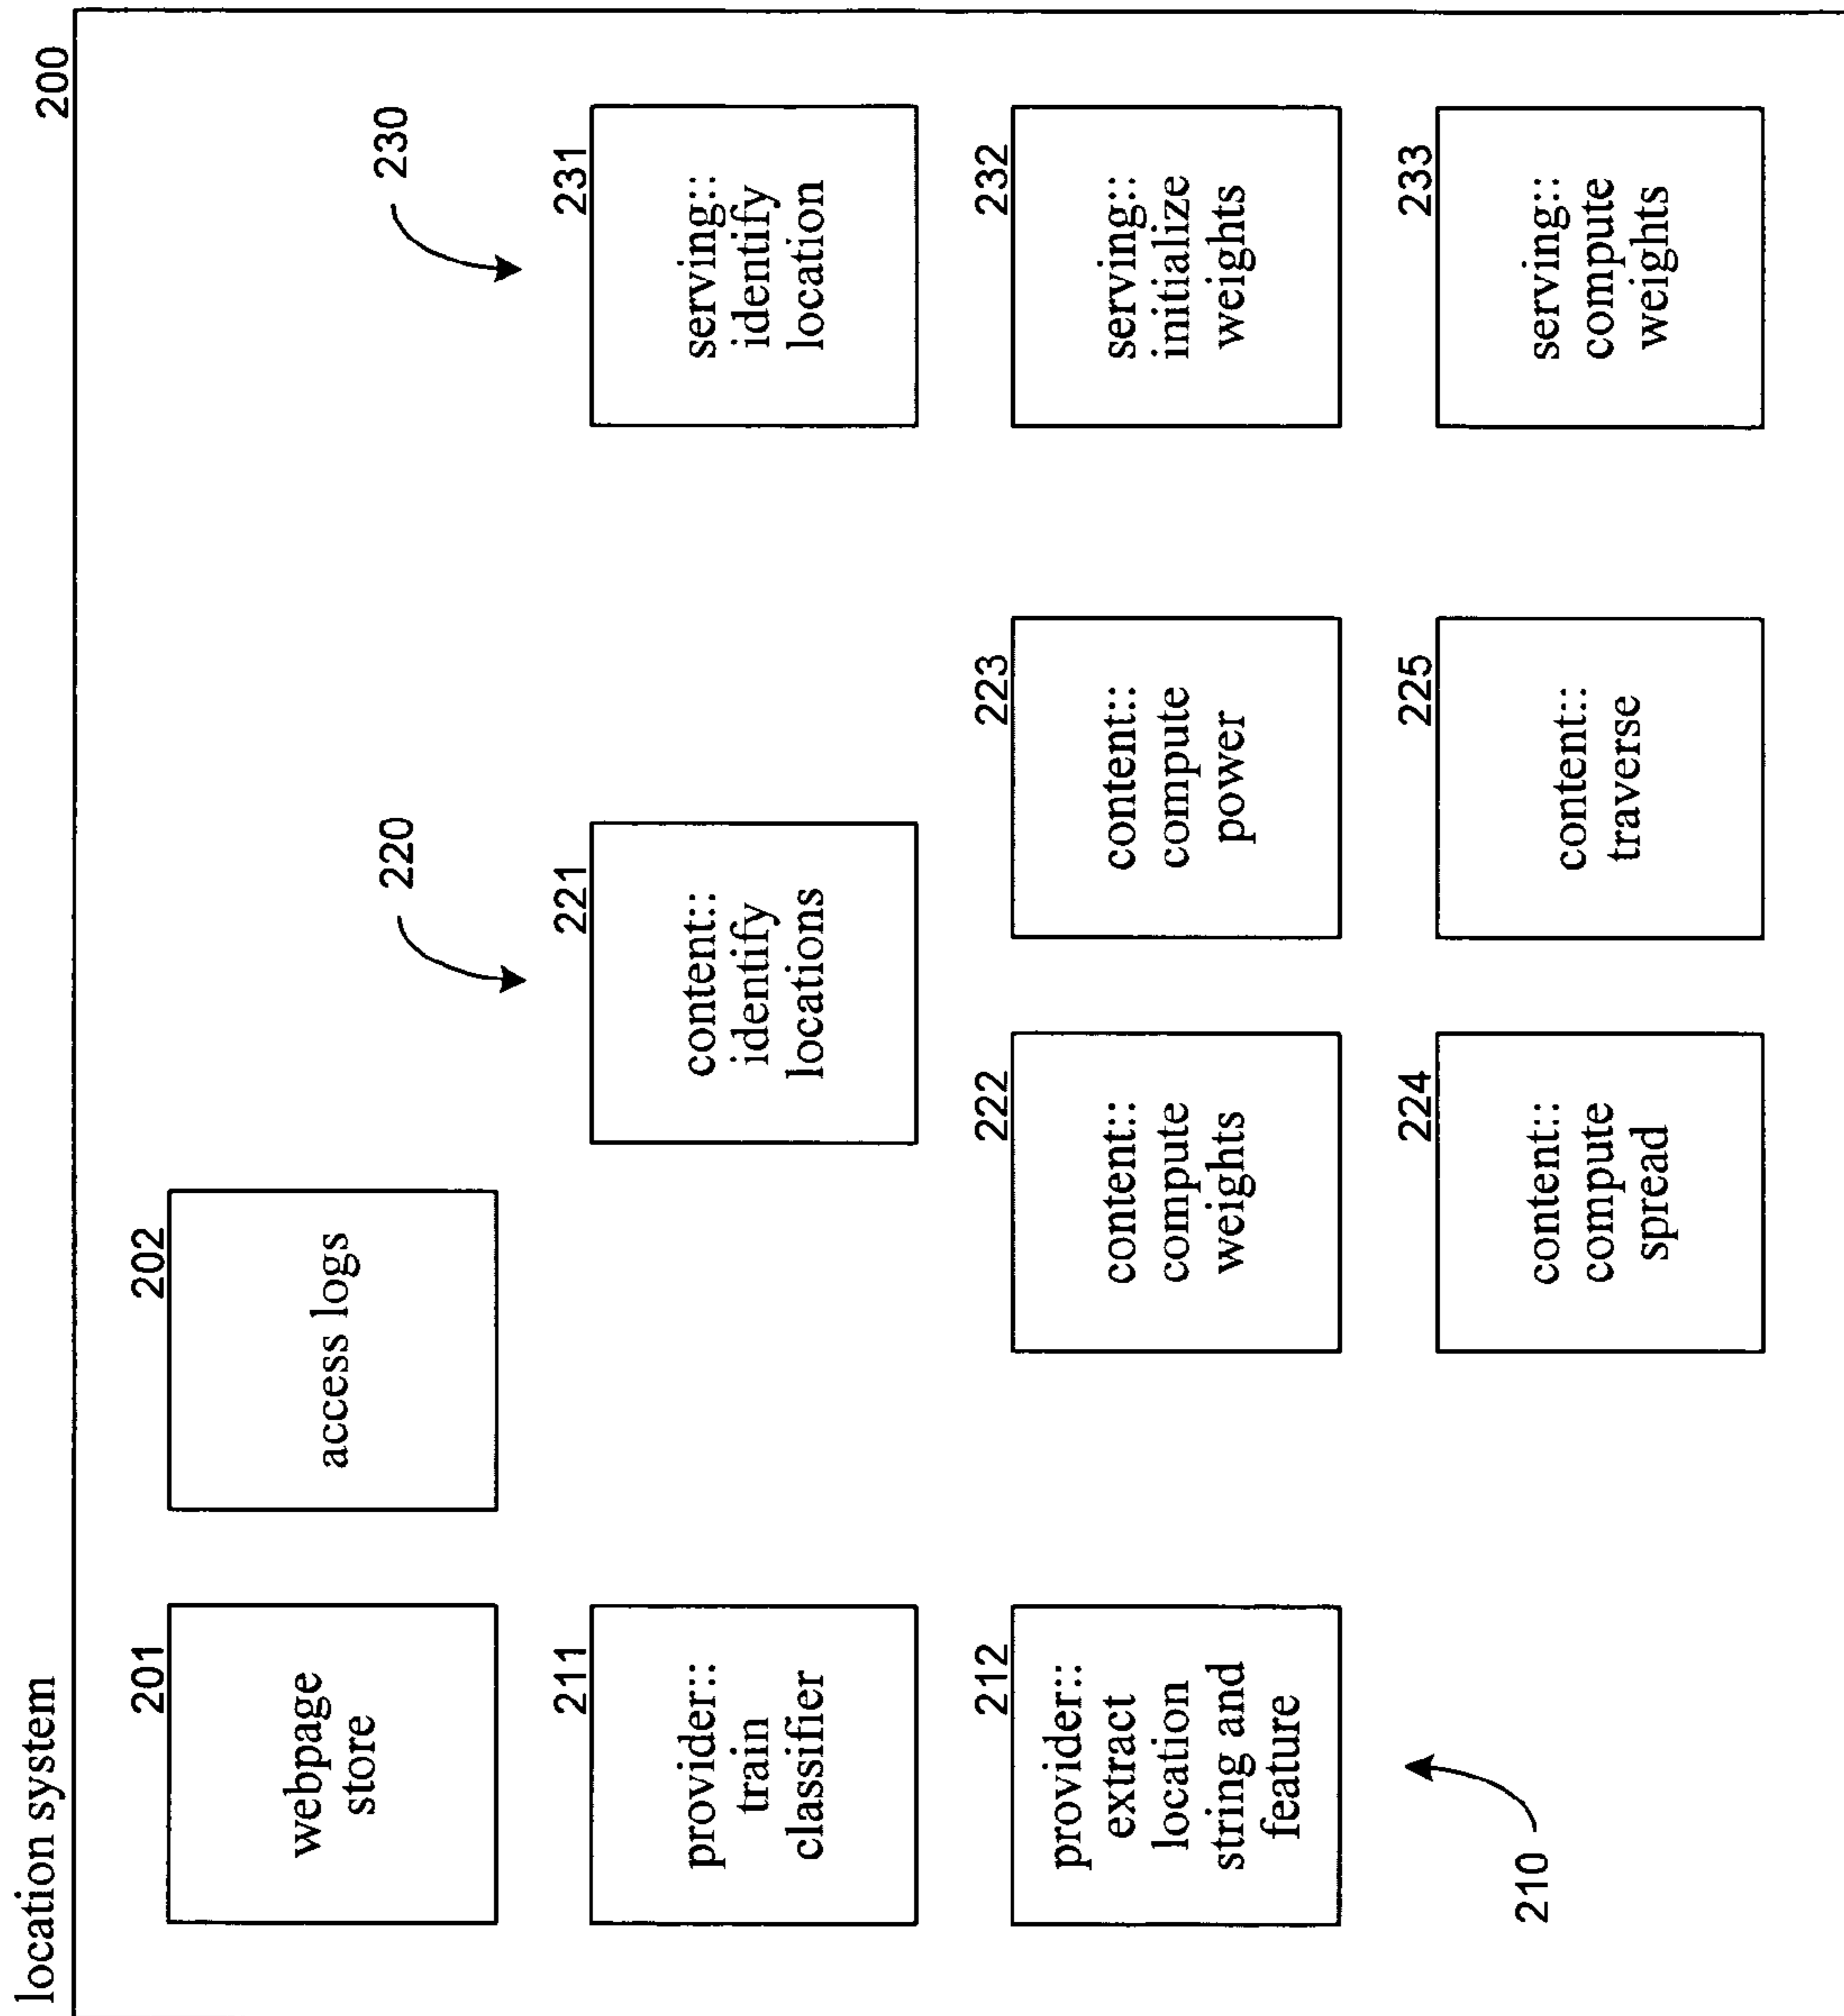 location system
200
201
webpage
store
202
access logs
220
230
211
provider::
train
classifier
221
content::
identify
locations
231
serving::
identify
location
212
provider::
extract
location
string and
feature
222
content::
compute
weights
223
content::
compute
power
232
serving::
initialize
weights
210
224
content::
compute
spread
225
content::
traverse
233
serving::
compute
weights